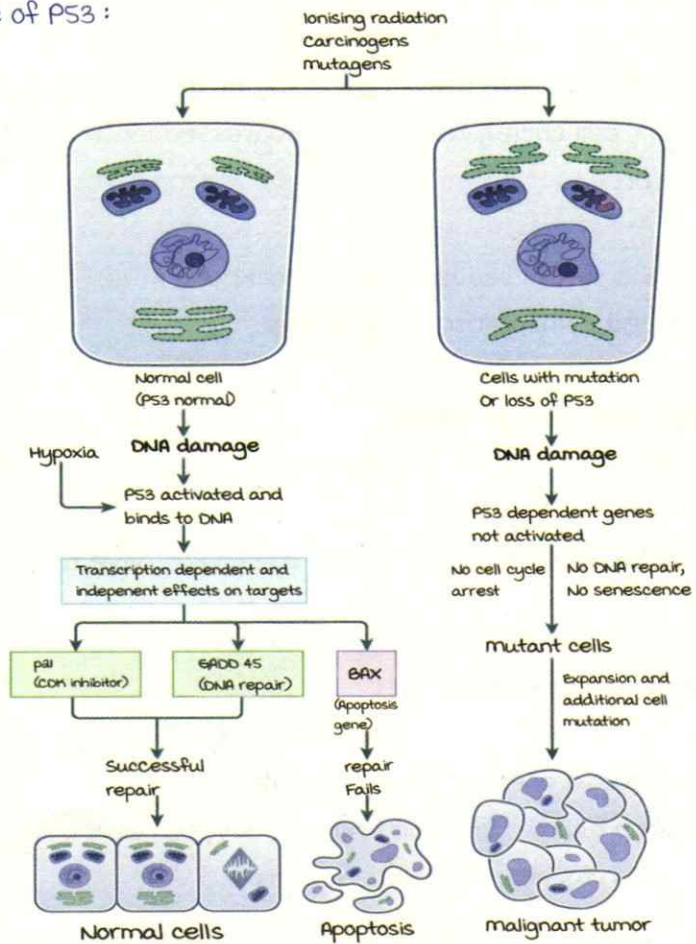 of P53 :
Ionising radiation
Carcinogens
mutagens
Normal cell
(P53 normal)
DNA damage
Hypoxia
P53 activated and
binds to DNA
Transcription dependent and
indepenent effects on targets
p21
(CDK inhibitor)
GADD 45
(DNA repair)
BAX
(Apoptosis
gene)
Successful
repair
repair
Fails
Normal cells
Apoptosis
Cells with mutation
Or loss of P53
DNA damage
P53 dependent genes
not activated
No cell cycle
arrest
No DNA repair,
No senescence
mutant cells
Expansion and
additional cell
mutation
malignant tumor